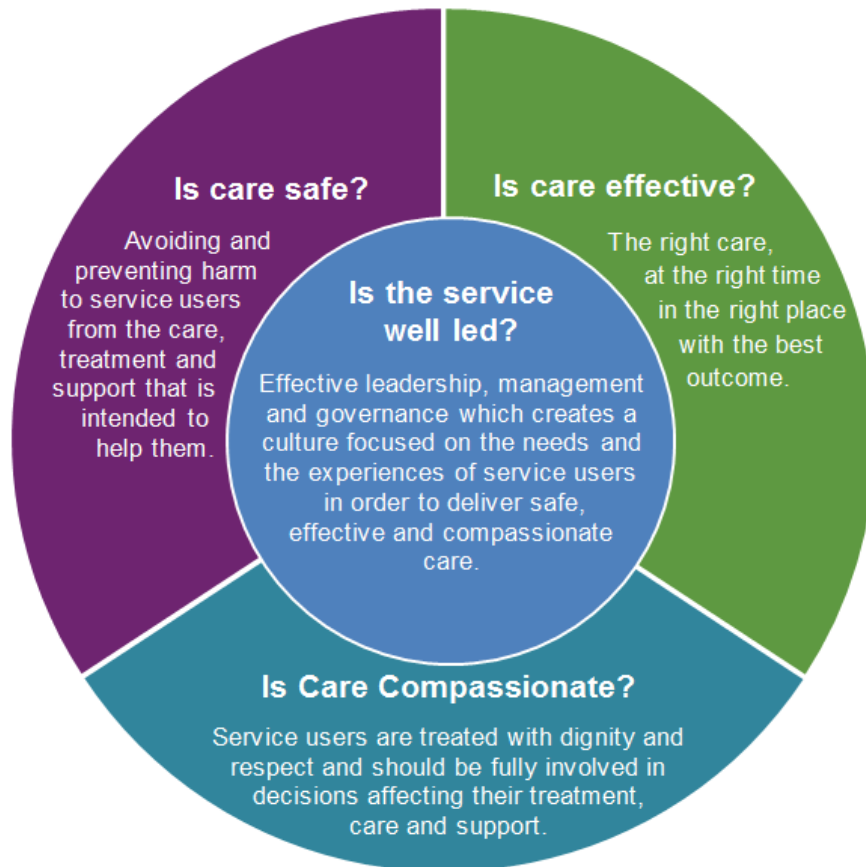 Is care safe?
Avoiding and
preventing harm
to service users
from the care,
treatment and
support that is
intended to
help them.
Is care effective?
The right care,
at the right time
in the right place
with the best
outcome.
Is the service
well led?
Effective leadership, management
and governance which creates a
culture focused on the needs and
the experiences of service users
in order to deliver safe,
effective and compassionate
care.
Is Care Compassionate?
Service users are treated with dignity and
respect and should be fully involved in
decisions affecting their treatment,
care and support.